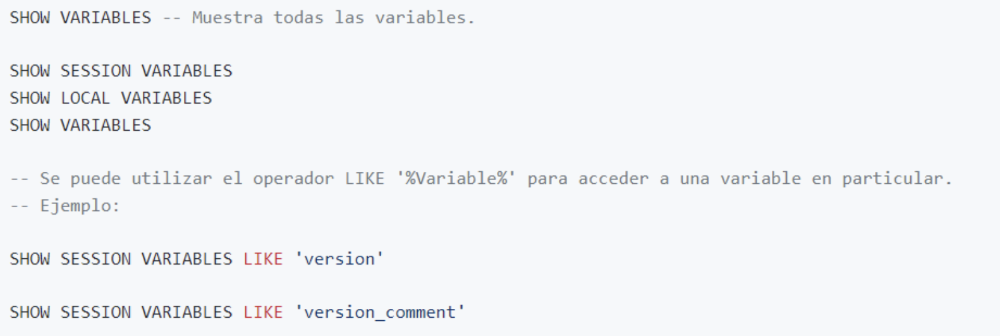 SHOW VARIABLES -- Muestra todas las variables.
SHOW SESSION VARIABLES
SHOW LOCAL VARIABLES
SHOW VARIABLES
-- Se puede utilizar el operador LIKE '%Variable%' para acceder a una variable en particular.
-- Ejemplo:
SHOW SESSION VARIABLES LIKE 'version'
SHOW SESSION VARIABLES LIKE 'version_comment'